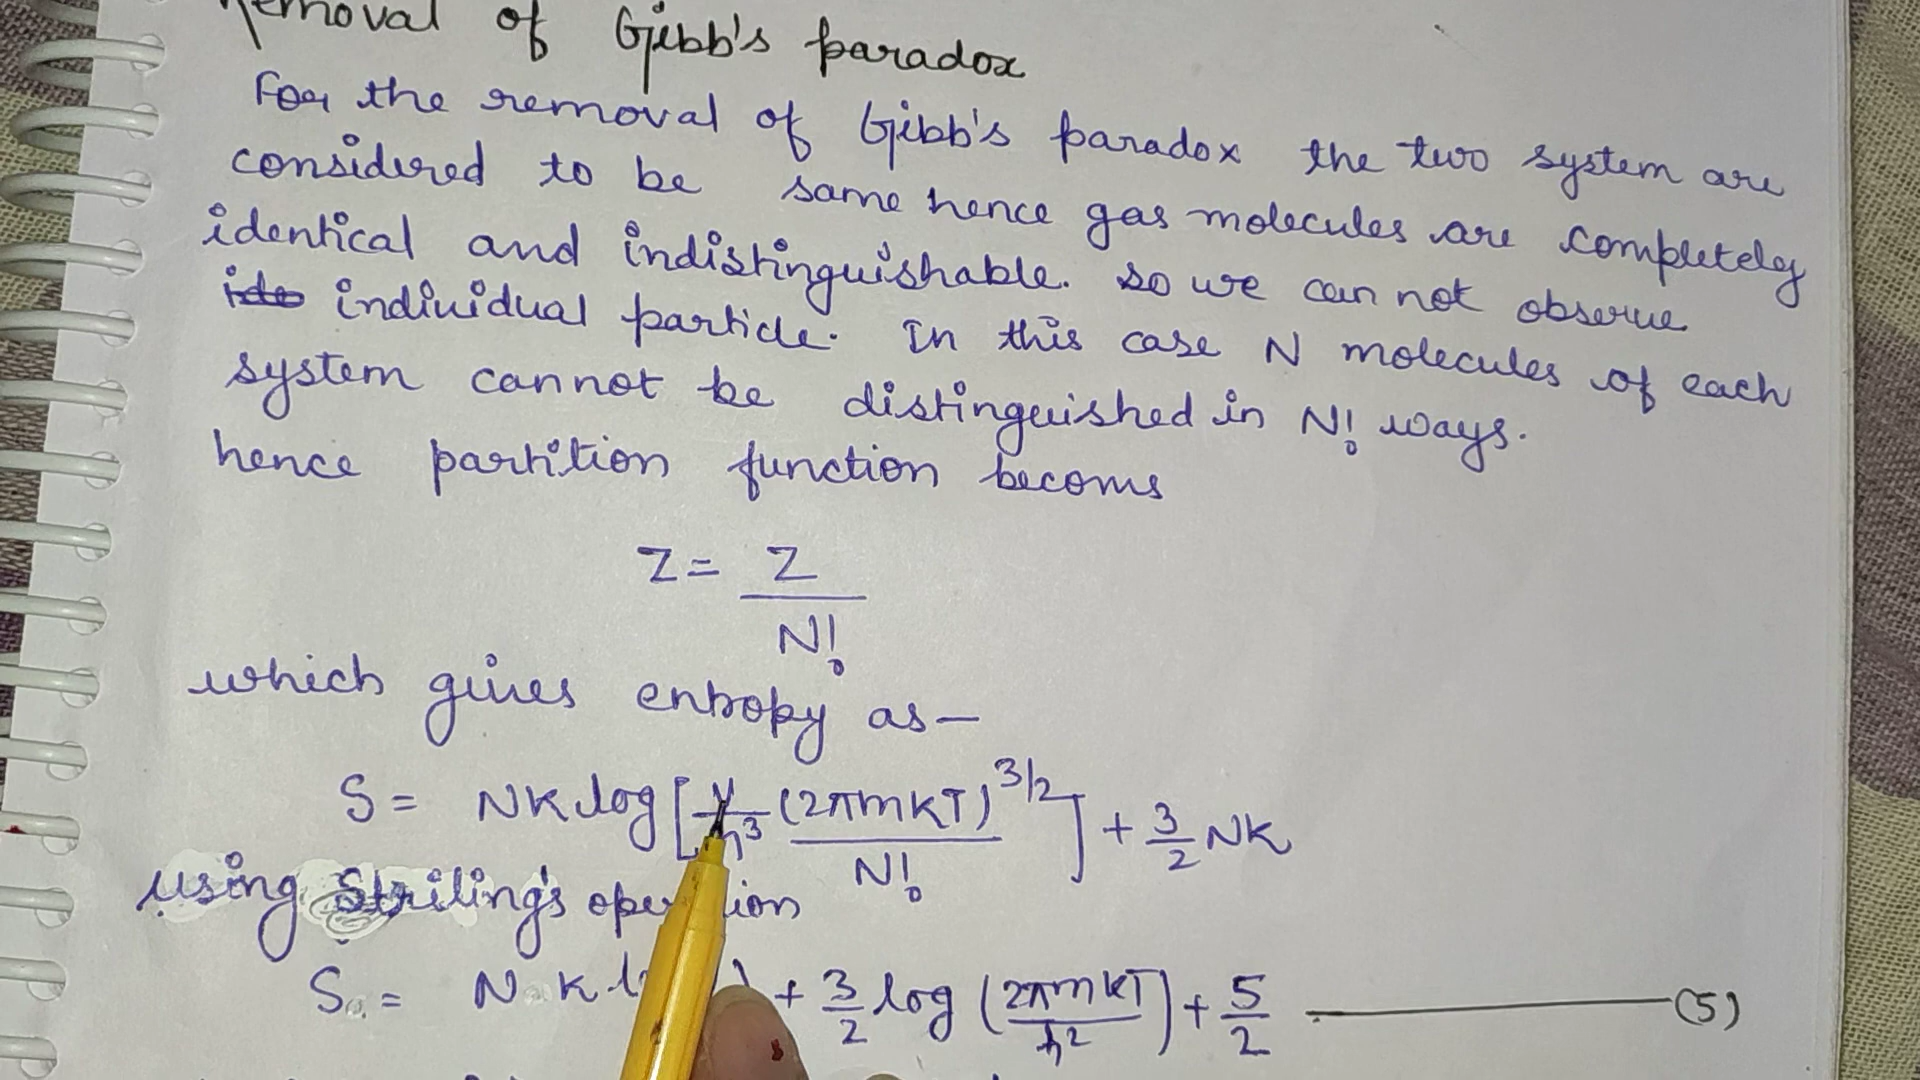 Removal of Gibb's paradox
For the removal of Gibb's paradox the two system are
considered to be same hence gas molecules are completely
identical and indistinguishable. so we can not observe
individual particle. In this case N molecules of each
system cannot be distinguished in N! ways.
hence partition function becoms
Z = Z / N!
which gives entropy as—
S = NK log [V/h³ (2πmKT)^3/2 / N!] + 3/2 NK
using Striling's
S = NK + 3/2 log (2πmKT/h²) + 5/2 —— (5)